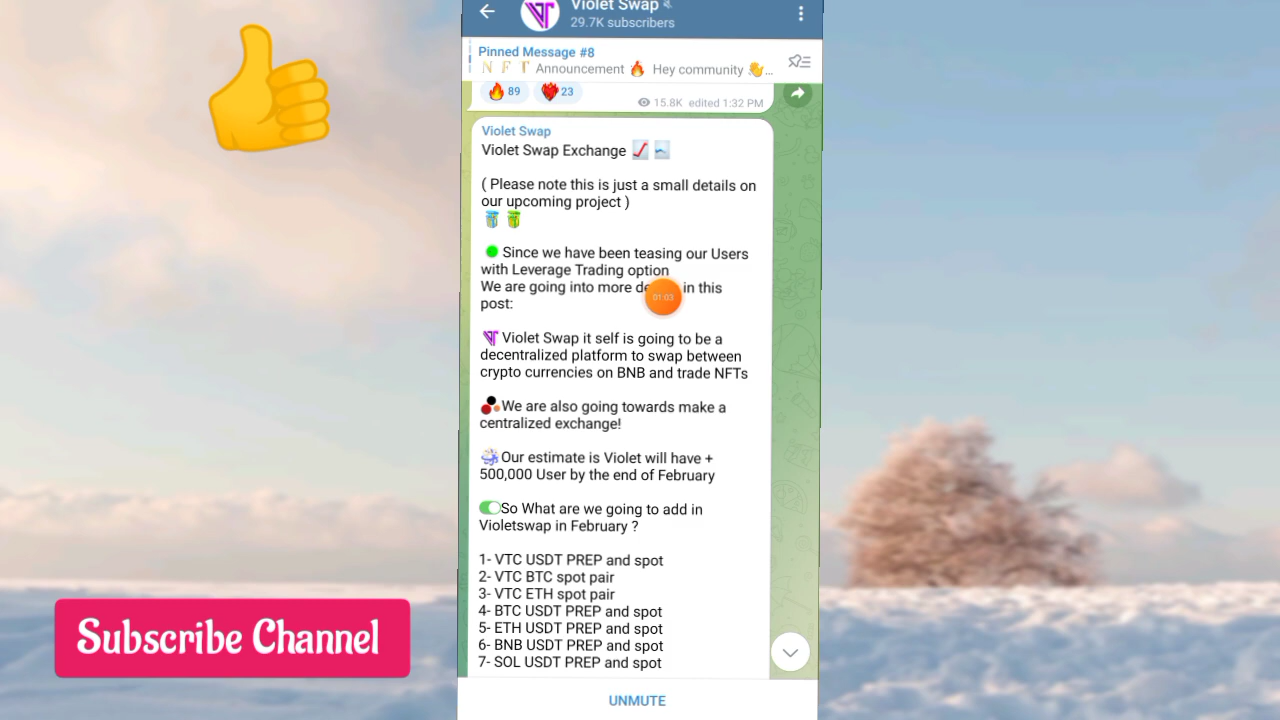 Violet Swap
29.7K subscribers
Pinned Message #8
N F T Announcement 🔥 Hey community 👋...
🔥 89 23
15.8K edited 1:32 PM
Violet Swap
Violet Swap Exchange
( Please note this is just a small details on
our upcoming project )
Since we have been teasing our Users
with Leverage Trading option
We are going into more de in this
01:03
post:
Violet Swap it self is going to be a
decentralized platform to swap between
crypto currencies on BNB and trade NFTs
We are also going towards make a
centralized exchange!
Our estimate is Violet will have +
500,000 User by the end of February
So What are we going to add in
Violetswap in February ?
1- VTC USDT PREP and spot
2- VTC BTC spot pair
3- VTC ETH spot pair
4- BTC USDT PREP and spot
5- ETH USDT PREP and spot
6- BNB USDT PREP and spot
7- SOL USDT PREP and spot
UNMUTE
Subscribe Channel